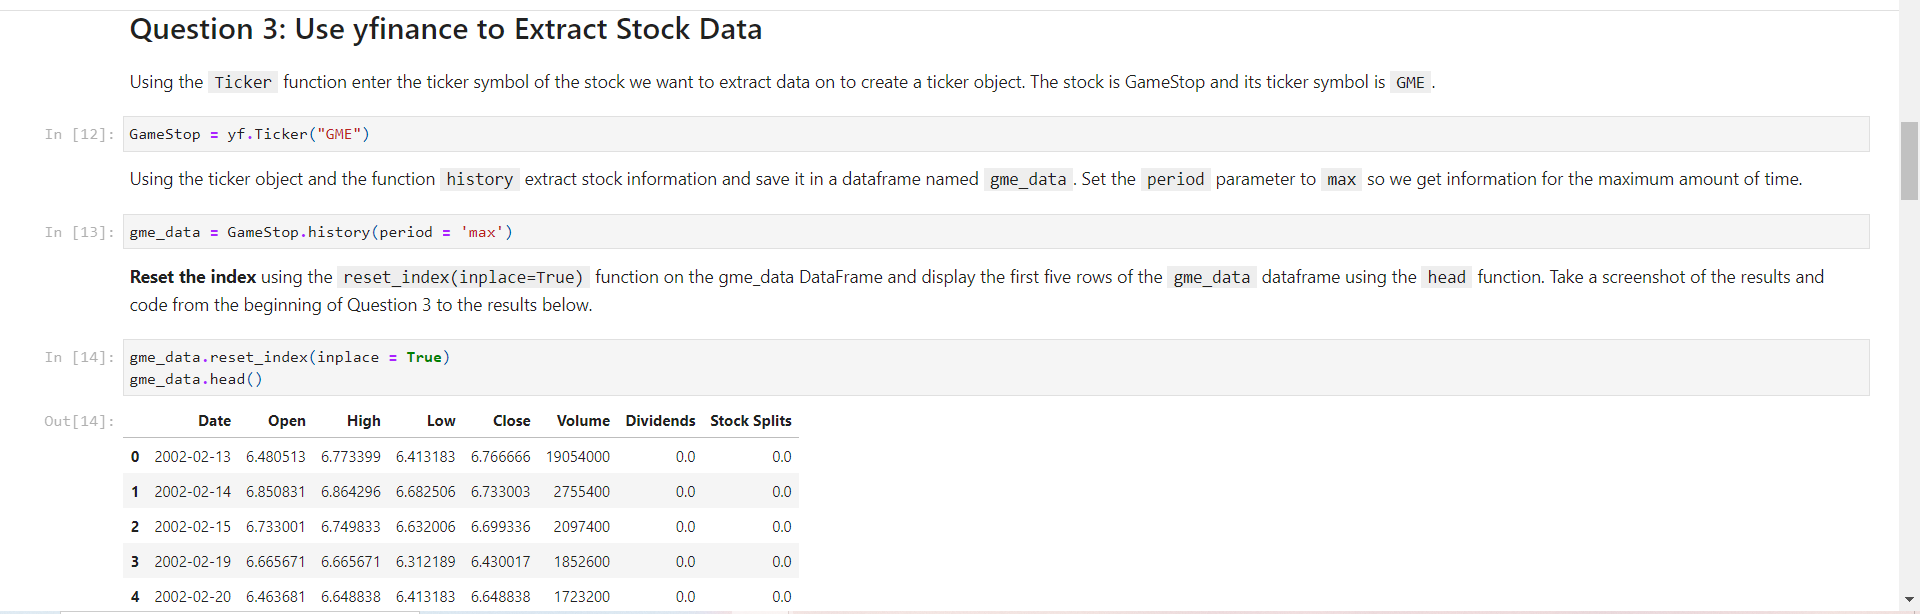 Question 3: Use yfinance to Extract Stock Data
Using the Ticker function enter the ticker symbol of the stock we want to extract data on to create a ticker object. The stock is GameStop and its ticker symbol is GME .
In [12]: GameStop = yf.Ticker("GME")
Using the ticker object and the function history extract stock information and save it in a dataframe named gme_data . Set the period parameter to max so we get information for the maximum amount of time.
In [13]: gme_data = GameStop.history(period = 'max')
Reset the index using the reset_index(inplace=True) function on the gme_data DataFrame and display the first five rows of the gme_data dataframe using the head function. Take a screenshot of the results and
code from the beginning of Question 3 to the results below.
In [14]: gme_data.reset_index(inplace = True)
gme_data.head()
Out[14]: Date Open High Low Close Volume Dividends Stock Splits
0 2002-02-13 6.480513 6.773399 6.413183 6.766666 19054000 0.0 0.0
1 2002-02-14 6.850831 6.864296 6.682506 6.733003 2755400 0.0 0.0
2 2002-02-15 6.733001 6.749833 6.632006 6.699336 2097400 0.0 0.0
3 2002-02-19 6.665671 6.665671 6.312189 6.430017 1852600 0.0 0.0
4 2002-02-20 6.463681 6.648838 6.413183 6.648838 1723200 0.0 0.0